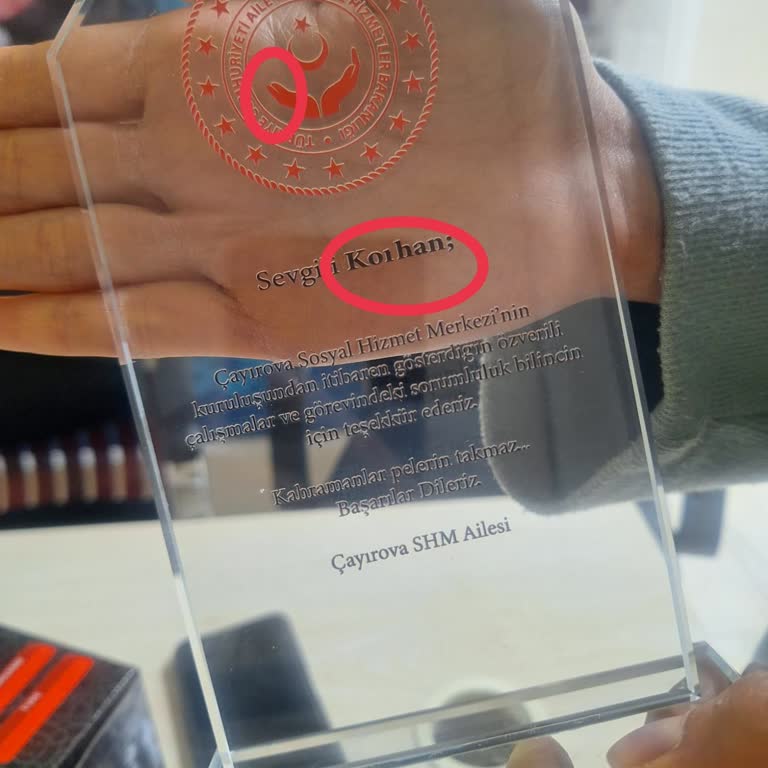 Sevgili Korhan;
Çayırova Sosyal Hizmet Merkezi'nin
kuruluşundan itibaren gösterdiğin özverili
çalışmalar ve görevindeki sorumluluk bilincin
için teşekkür ederiz.
Kahramanlar pelerin takmaz...
Başarılar Dileriz.
Çayırova SHM Ailesi